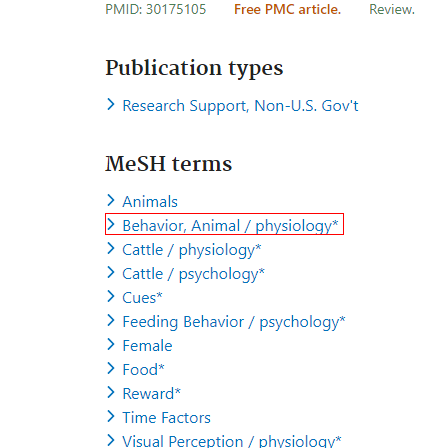 PMID: 30175105 Free PMC article. Review.
Publication types
Research Support, Non-U.S. Gov't
MeSH terms
Animals
Behavior, Animal / physiology*
Cattle / physiology*
Cattle / psychology*
Cues*
Feeding Behavior / psychology*
Female
Food*
Reward*
Time Factors
Visual Perception / physiology*